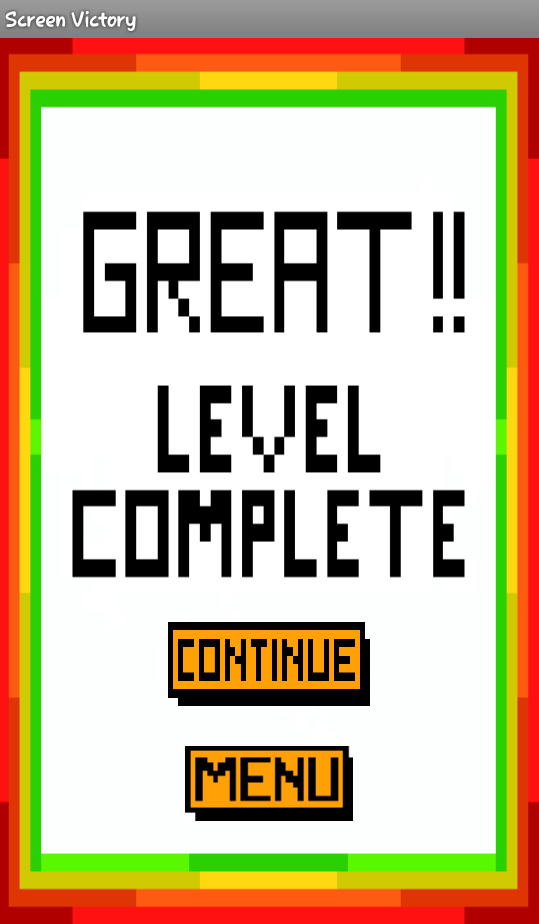 Screen Victory
GREAT!!
LEVEL
COMPLETE
CONTINUE
MENU